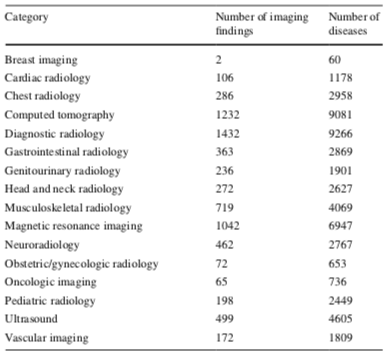 Category Number of imaging Number of
findings diseases
Breast imaging 2 60
Cardiac radiology 106 1178
Chest radiology 286 2958
Computed tomography 1232 9081
Diagnostic radiology 1432 9266
Gastrointestinal radiology 363 2869
Genitourinary radiology 236 1901
Head and neck radiology 272 2627
Musculoskeletal radiology 719 4069
Magnetic resonance imaging 1042 6947
Neuroradiology 462 2767
Obstetric/gynecologic radiology 72 653
Oncologic imaging 65 736
Pediatric radiology 198 2449
Ultrasound 499 4605
Vascular imaging 172 1809